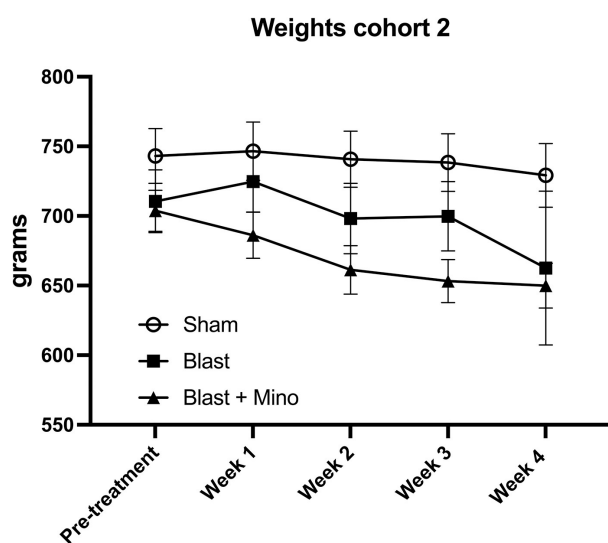 Weights cohort 2
800
750
700
650
600
550
grams
Sham
Blast
Blast + Mino
Pre-treatment
Week 1
Week 2
Week 3
Week 4